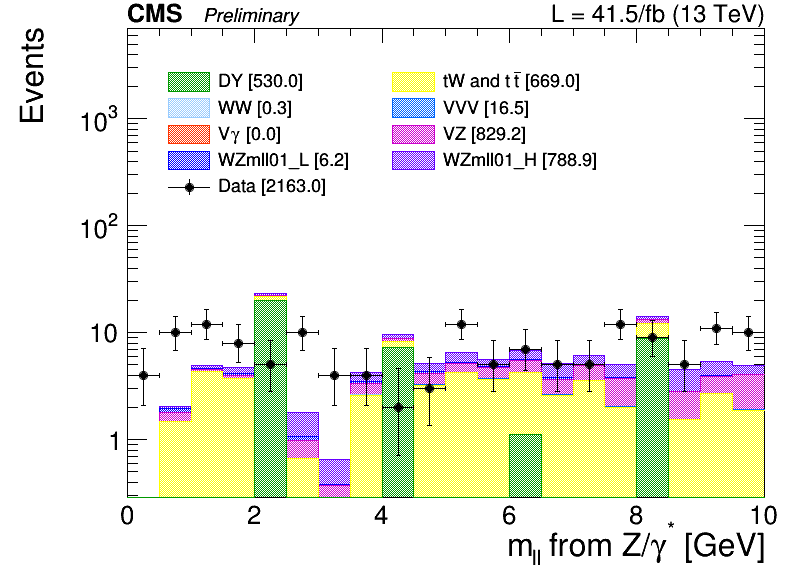 CMS Preliminary L = 41.5/fb (13 TeV)
Events
DY [530.0] tW and t t̄ [669.0]
WW [0.3] VVV [16.5]
Vγ [0.0] VZ [829.2]
WZmll01_L [6.2] WZmll01_H [788.9]
Data [2163.0]
10³
10²
10
1
0 2 4 6 8 10
m_ll from Z/γ* [GeV]